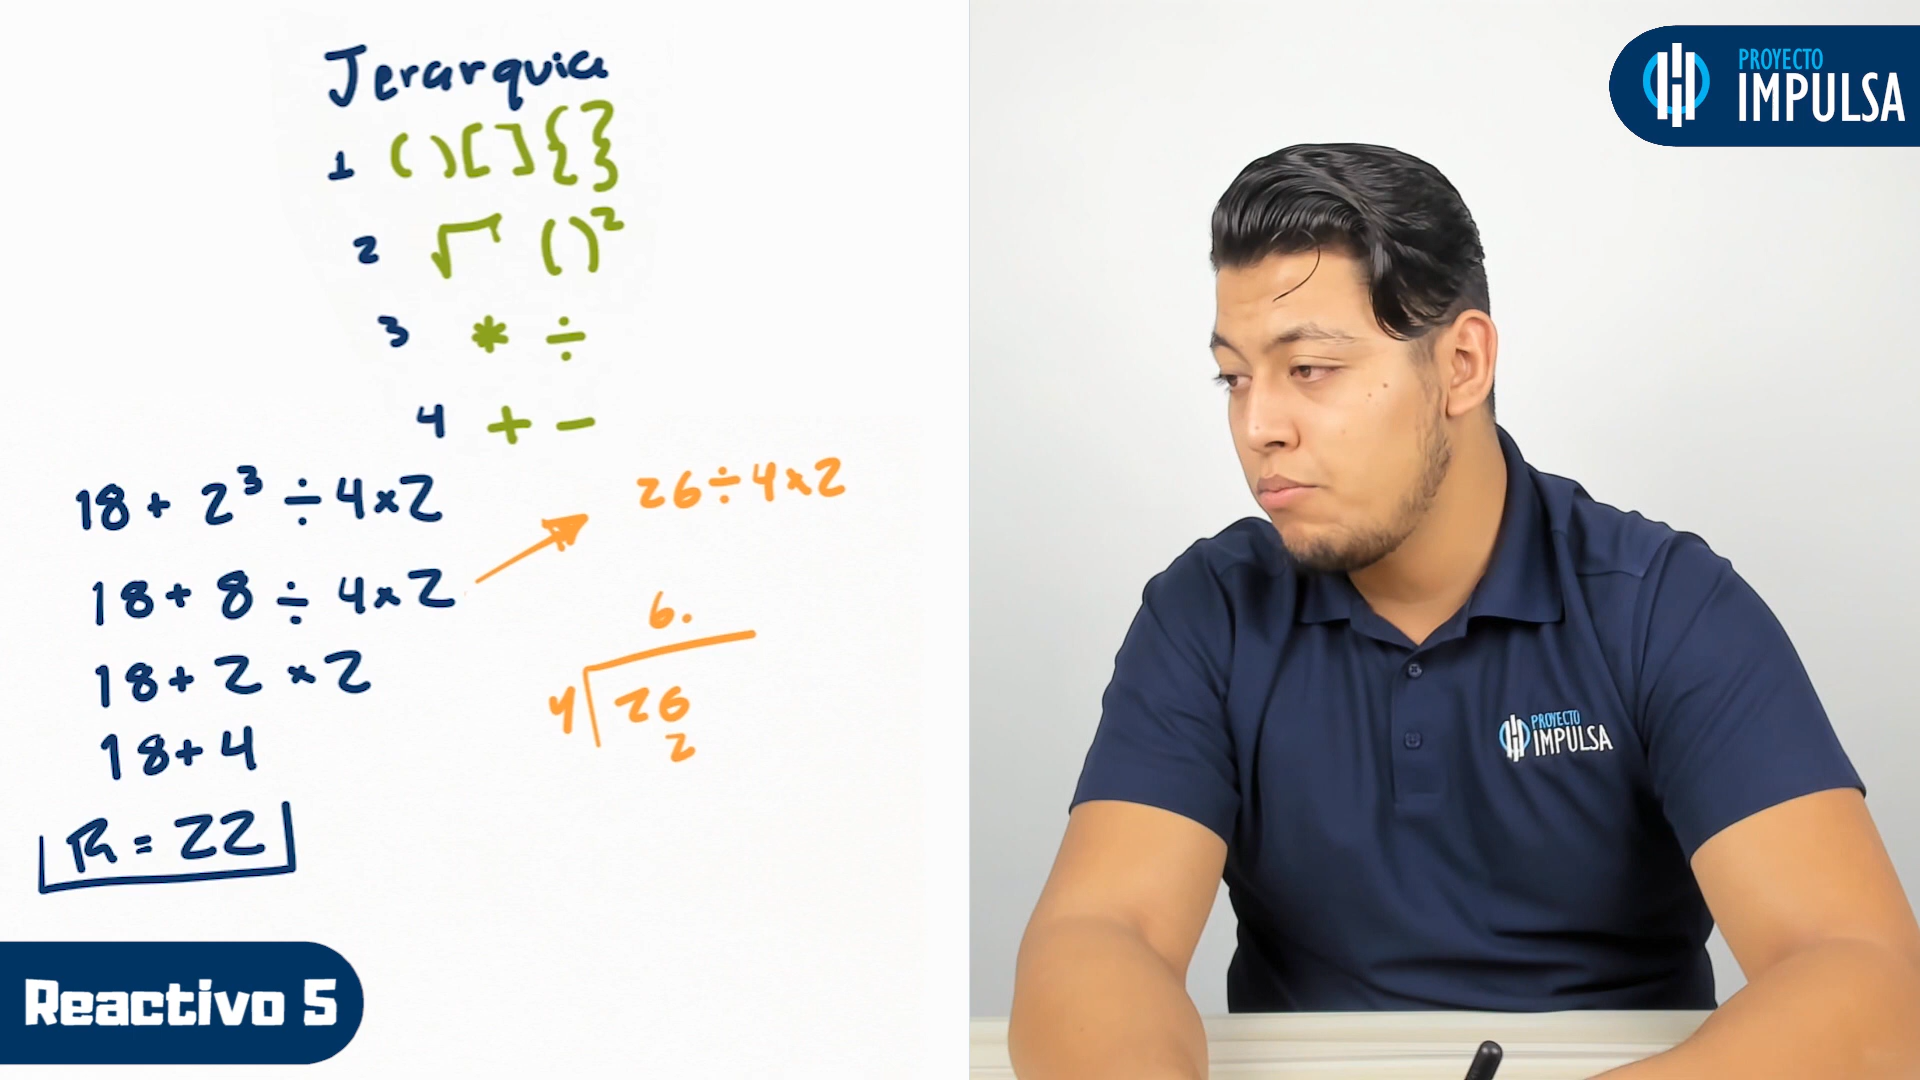 Jerarquia
1 ( ) [ ] { }
2 √ ( )²
3 * ÷
4 + -
18 + 2³ ÷ 4 x 2
18 + 8 ÷ 4 x 2
18 + 2 x 2
18 + 4
R = 22
26 ÷ 4 x 2
6.
4 26
2
Reactivo 5
PROYECTO
IMPULSA
PROYECTO
IMPULSA